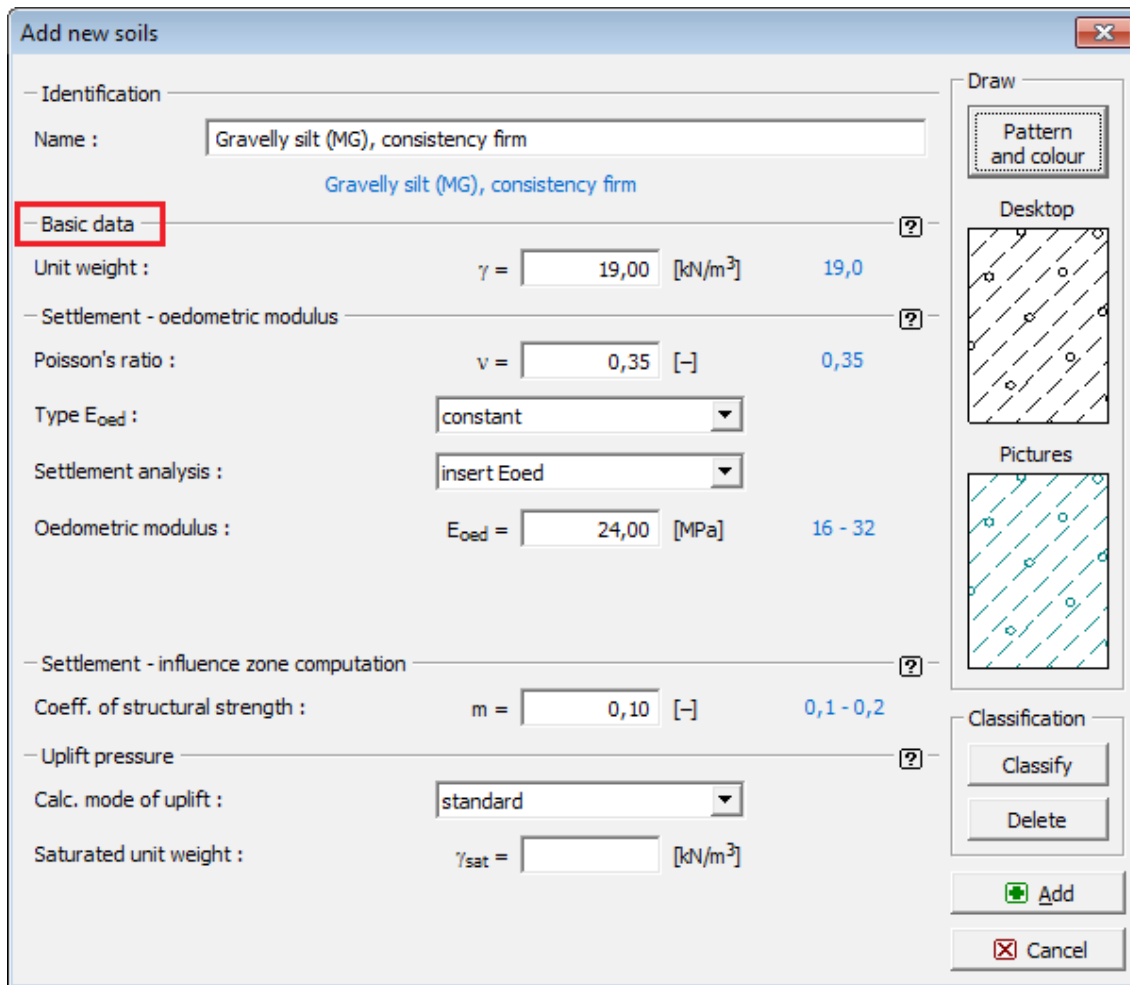 Add new soils
Identification
Name :
Gravelly silt (MG), consistency firm
Gravelly silt (MG), consistency firm
Basic data
[?]
Unit weight :
γ =
19,00
[kN/m³]
19,0
Settlement - oedometric modulus
[?]
Poisson's ratio :
ν =
0,35
[–]
0,35
Type Eoed :
constant
Settlement analysis :
insert Eoed
Oedometric modulus :
Eoed =
24,00
[MPa]
16 - 32
Settlement - influence zone computation
[?]
Coeff. of structural strength :
m =
0,10
[–]
0,1 - 0,2
Uplift pressure
[?]
Calc. mode of uplift :
standard
Saturated unit weight :
γsat =
[kN/m³]
Draw
Pattern
and colour
Desktop
Pictures
Classification
Classify
Delete
Add
Cancel